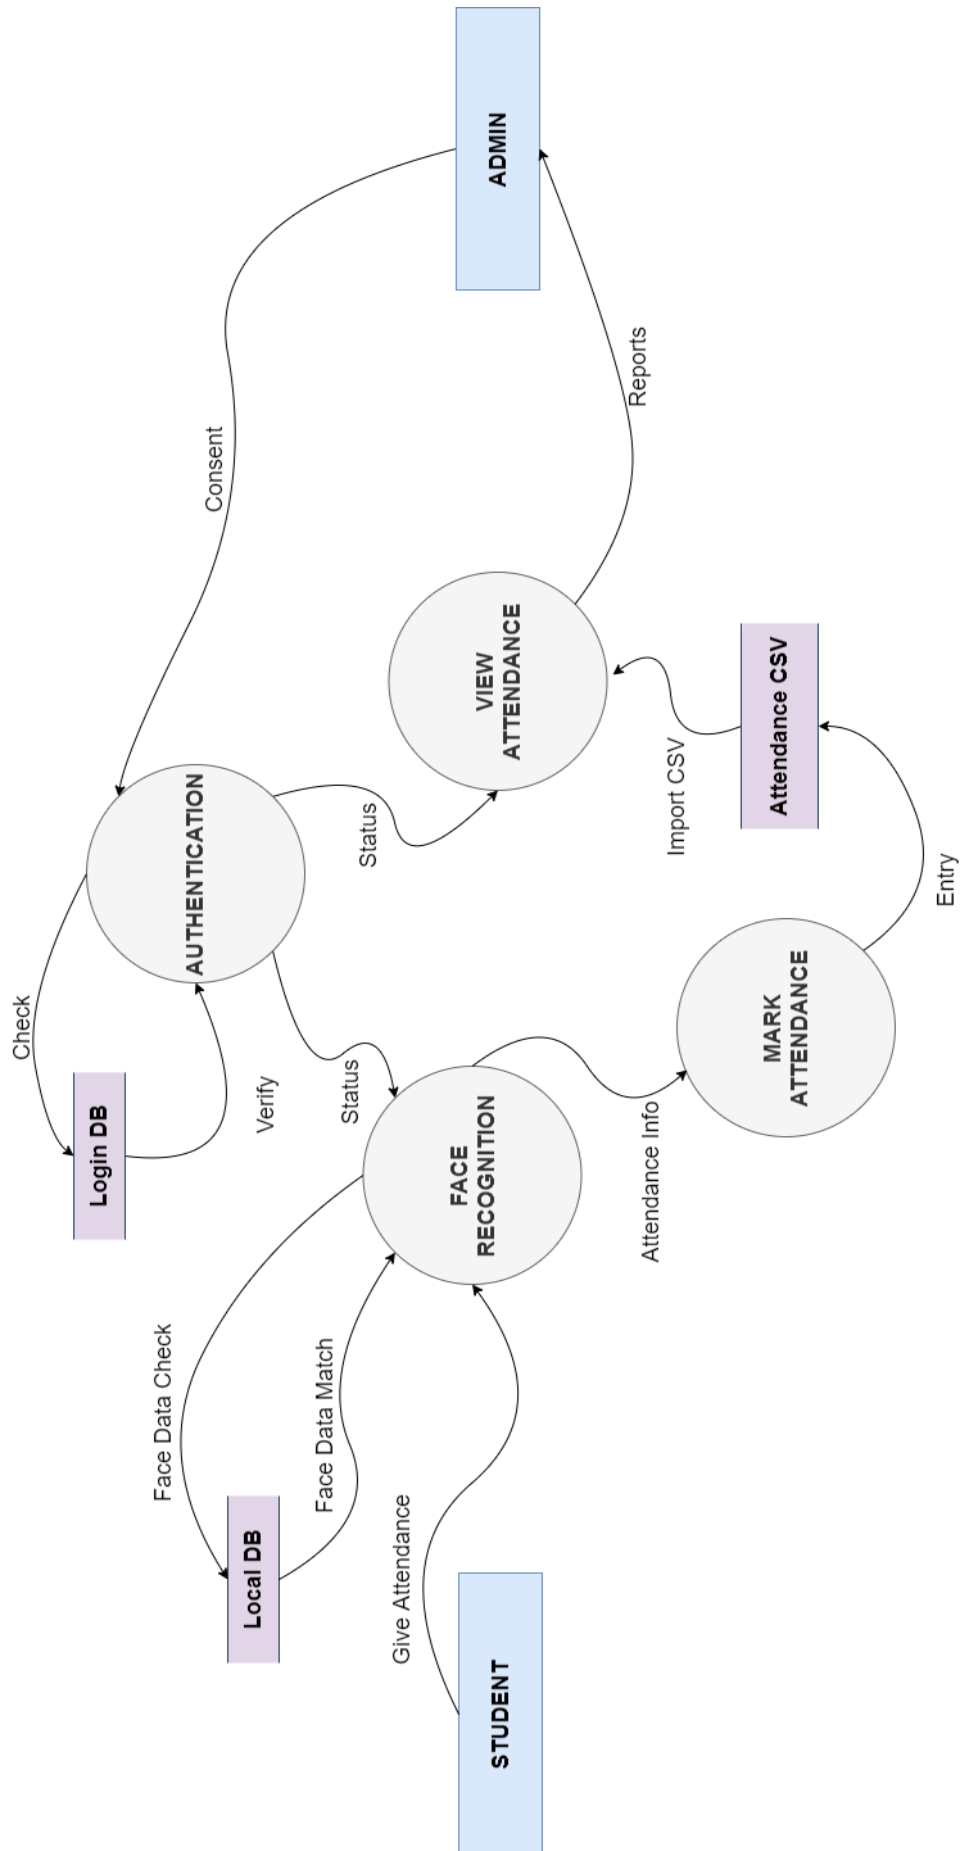 Check
Login DB
Verify
AUTHENTICATION
Consent
Face Data Check
Local DB
Face Data Match
Status
Status
Give Attendance
FACE
RECOGNITION
VIEW
ATTENDANCE
STUDENT
ADMIN
Attendance Info
Import CSV
Reports
MARK
ATTENDANCE
Attendance CSV
Entry